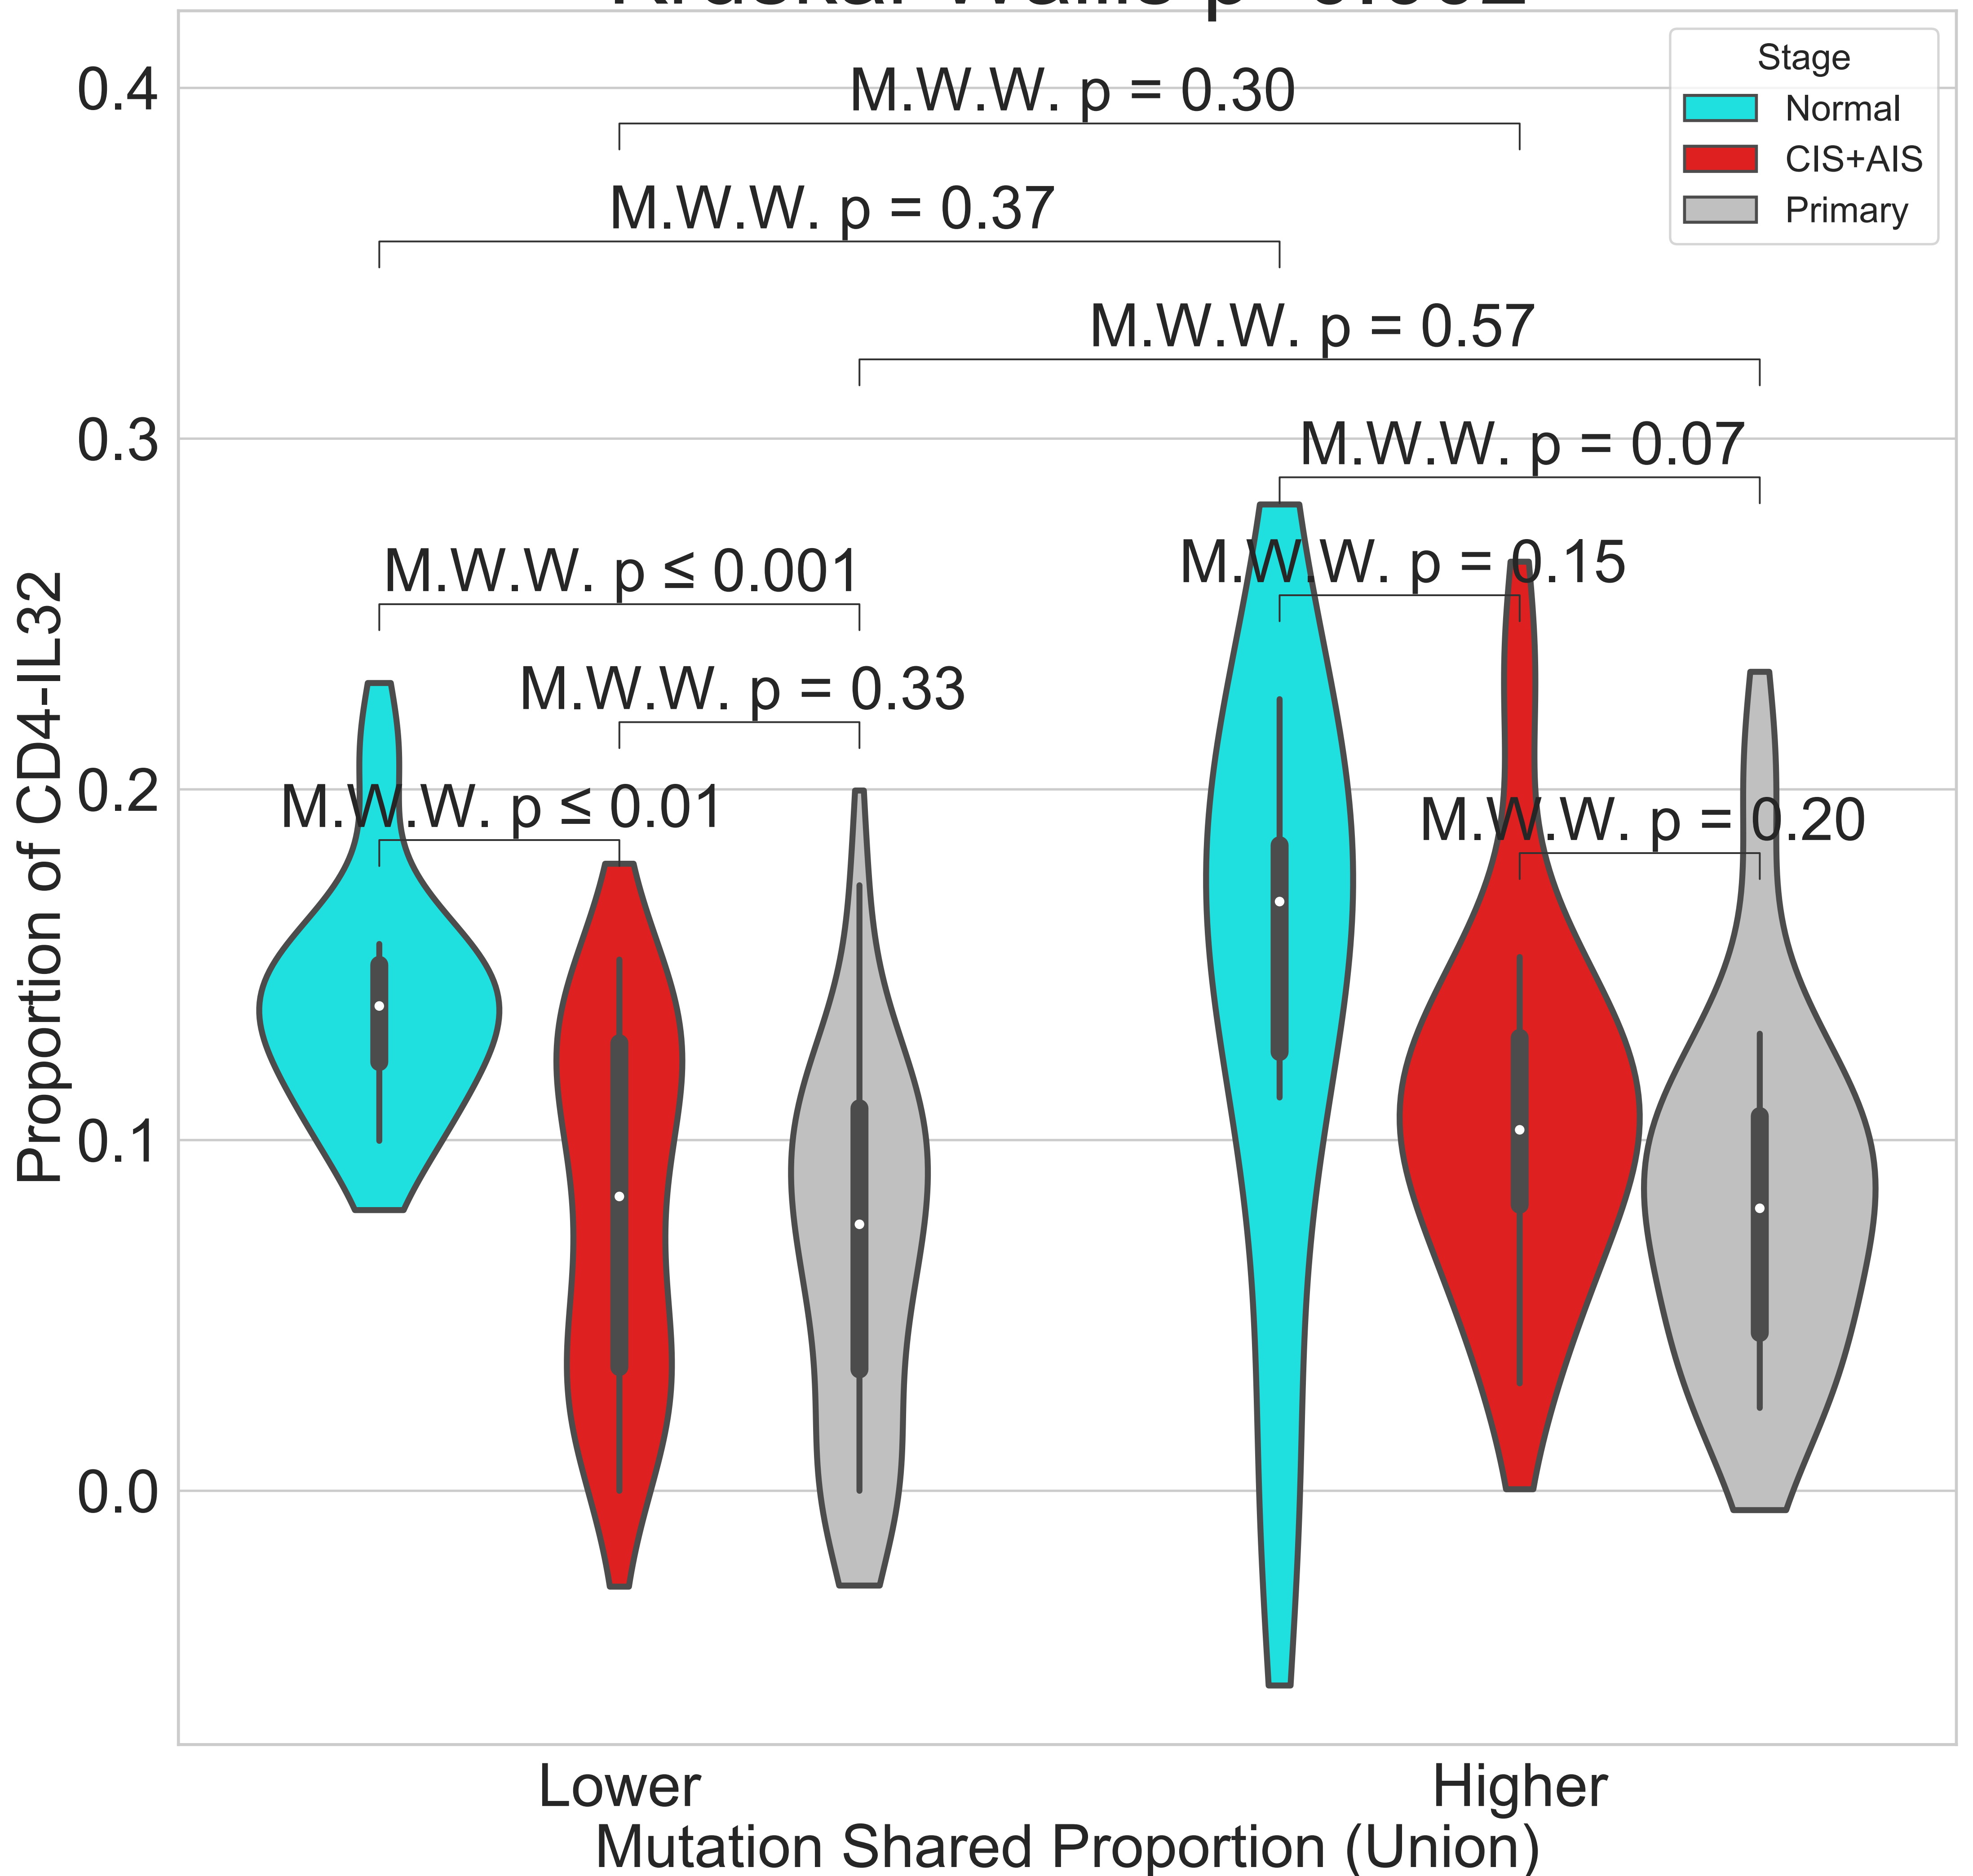 Stage
Normal
CIS+AIS
Primary
M.W.W. p = 0.30
M.W.W. p = 0.37
M.W.W. p = 0.57
M.W.W. p = 0.07
M.W.W. p = 0.15
M.W.W. p ≤ 0.001
M.W.W. p = 0.33
M.W.W. p ≤ 0.01
M.W.W. p = 0.20
0.4
0.3
0.2
0.1
0.0
Proportion of CD4-IL32
Lower
Higher
Mutation Shared Proportion (Union)